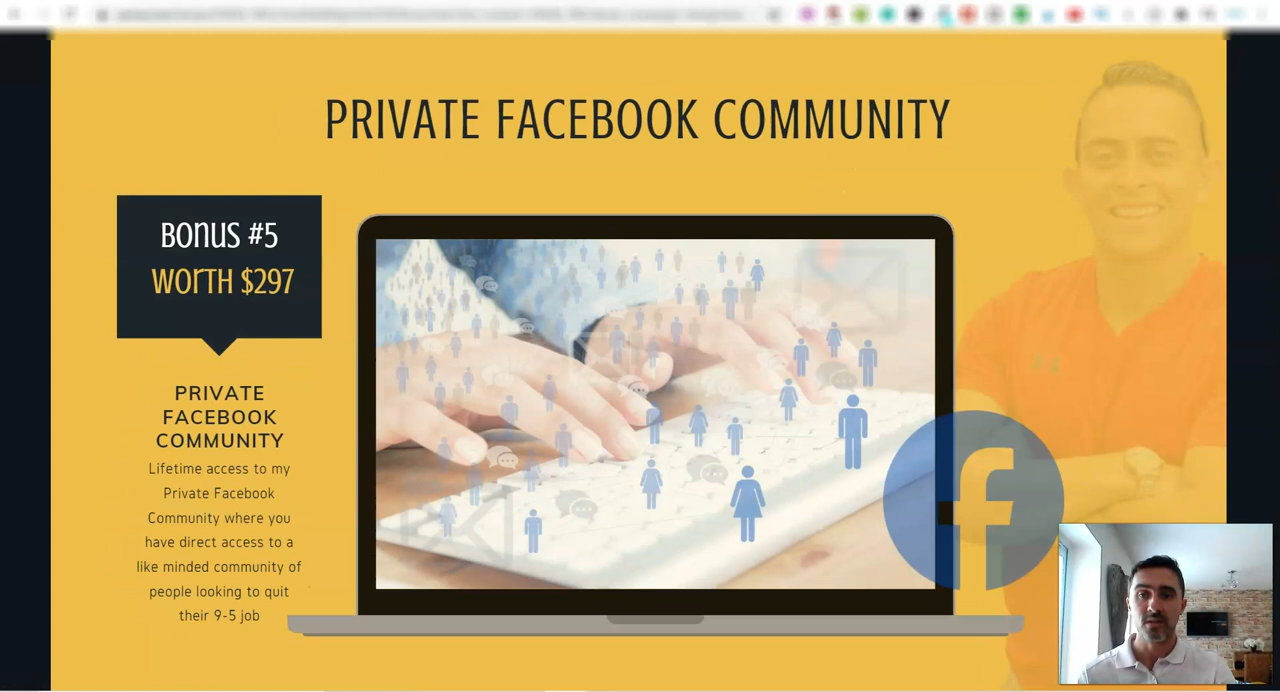 PRIVATE FACEBOOK COMMUNITY
BONUS #5
WORTH $297
PRIVATE
FACEBOOK
COMMUNITY
Lifetime access to my
Private Facebook
Community where you
have direct access to a
like minded community of
people looking to quit
their 9-5 job